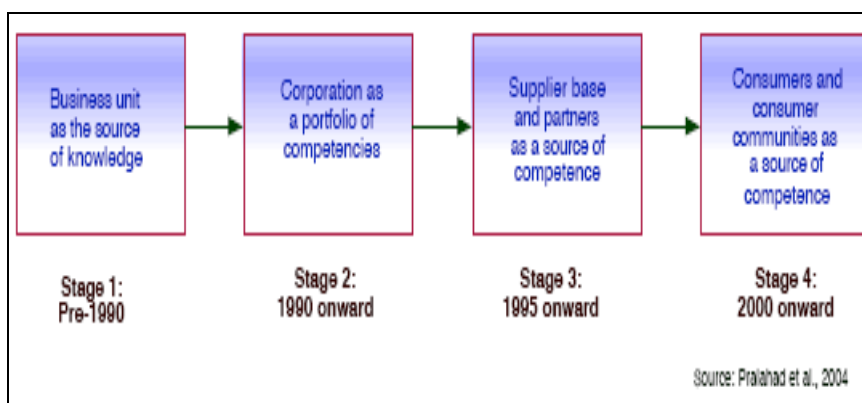 Business unit
as the source
of knowledge
Corporation as
a portfolio of
competencies
Supplier base
and partners
as a source of
competence
Consumers and
consumer
communities as
a source of
competence
Stage 1:
Pre-1990
Stage 2:
1990 onward
Stage 3:
1995 onward
Stage 4:
2000 onward
Source: Pralahad et al., 2004